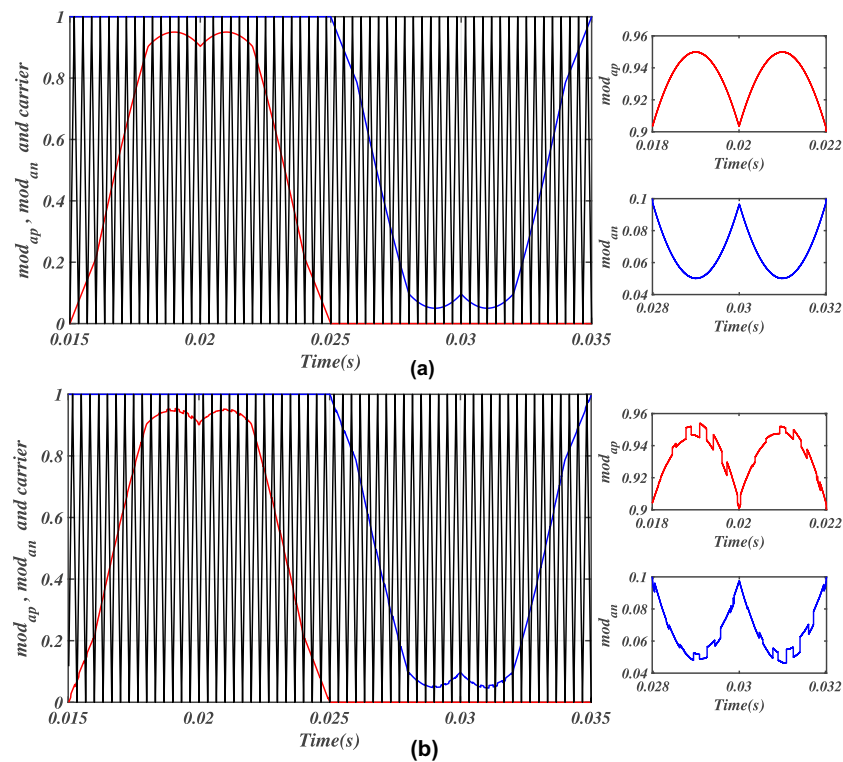 1
0.8
0.6
0.4
0.2
0
mod_ap , mod_an and carrier
0.015 0.02 0.025 0.03 0.035
Time(s)
0.96
0.94
0.92
0.9
mod_ap
0.018 0.02 0.022
Time(s)
0.1
0.08
0.06
0.04
mod_an
0.028 0.03 0.032
Time(s)
(a)
1
0.8
0.6
0.4
0.2
0
mod_ap , mod_an and carrier
0.015 0.02 0.025 0.03 0.035
Time(s)
0.96
0.94
0.92
0.9
mod_ap
0.018 0.02 0.022
Time(s)
0.1
0.08
0.06
0.04
mod_an
0.028 0.03 0.032
Time(s)
(b)